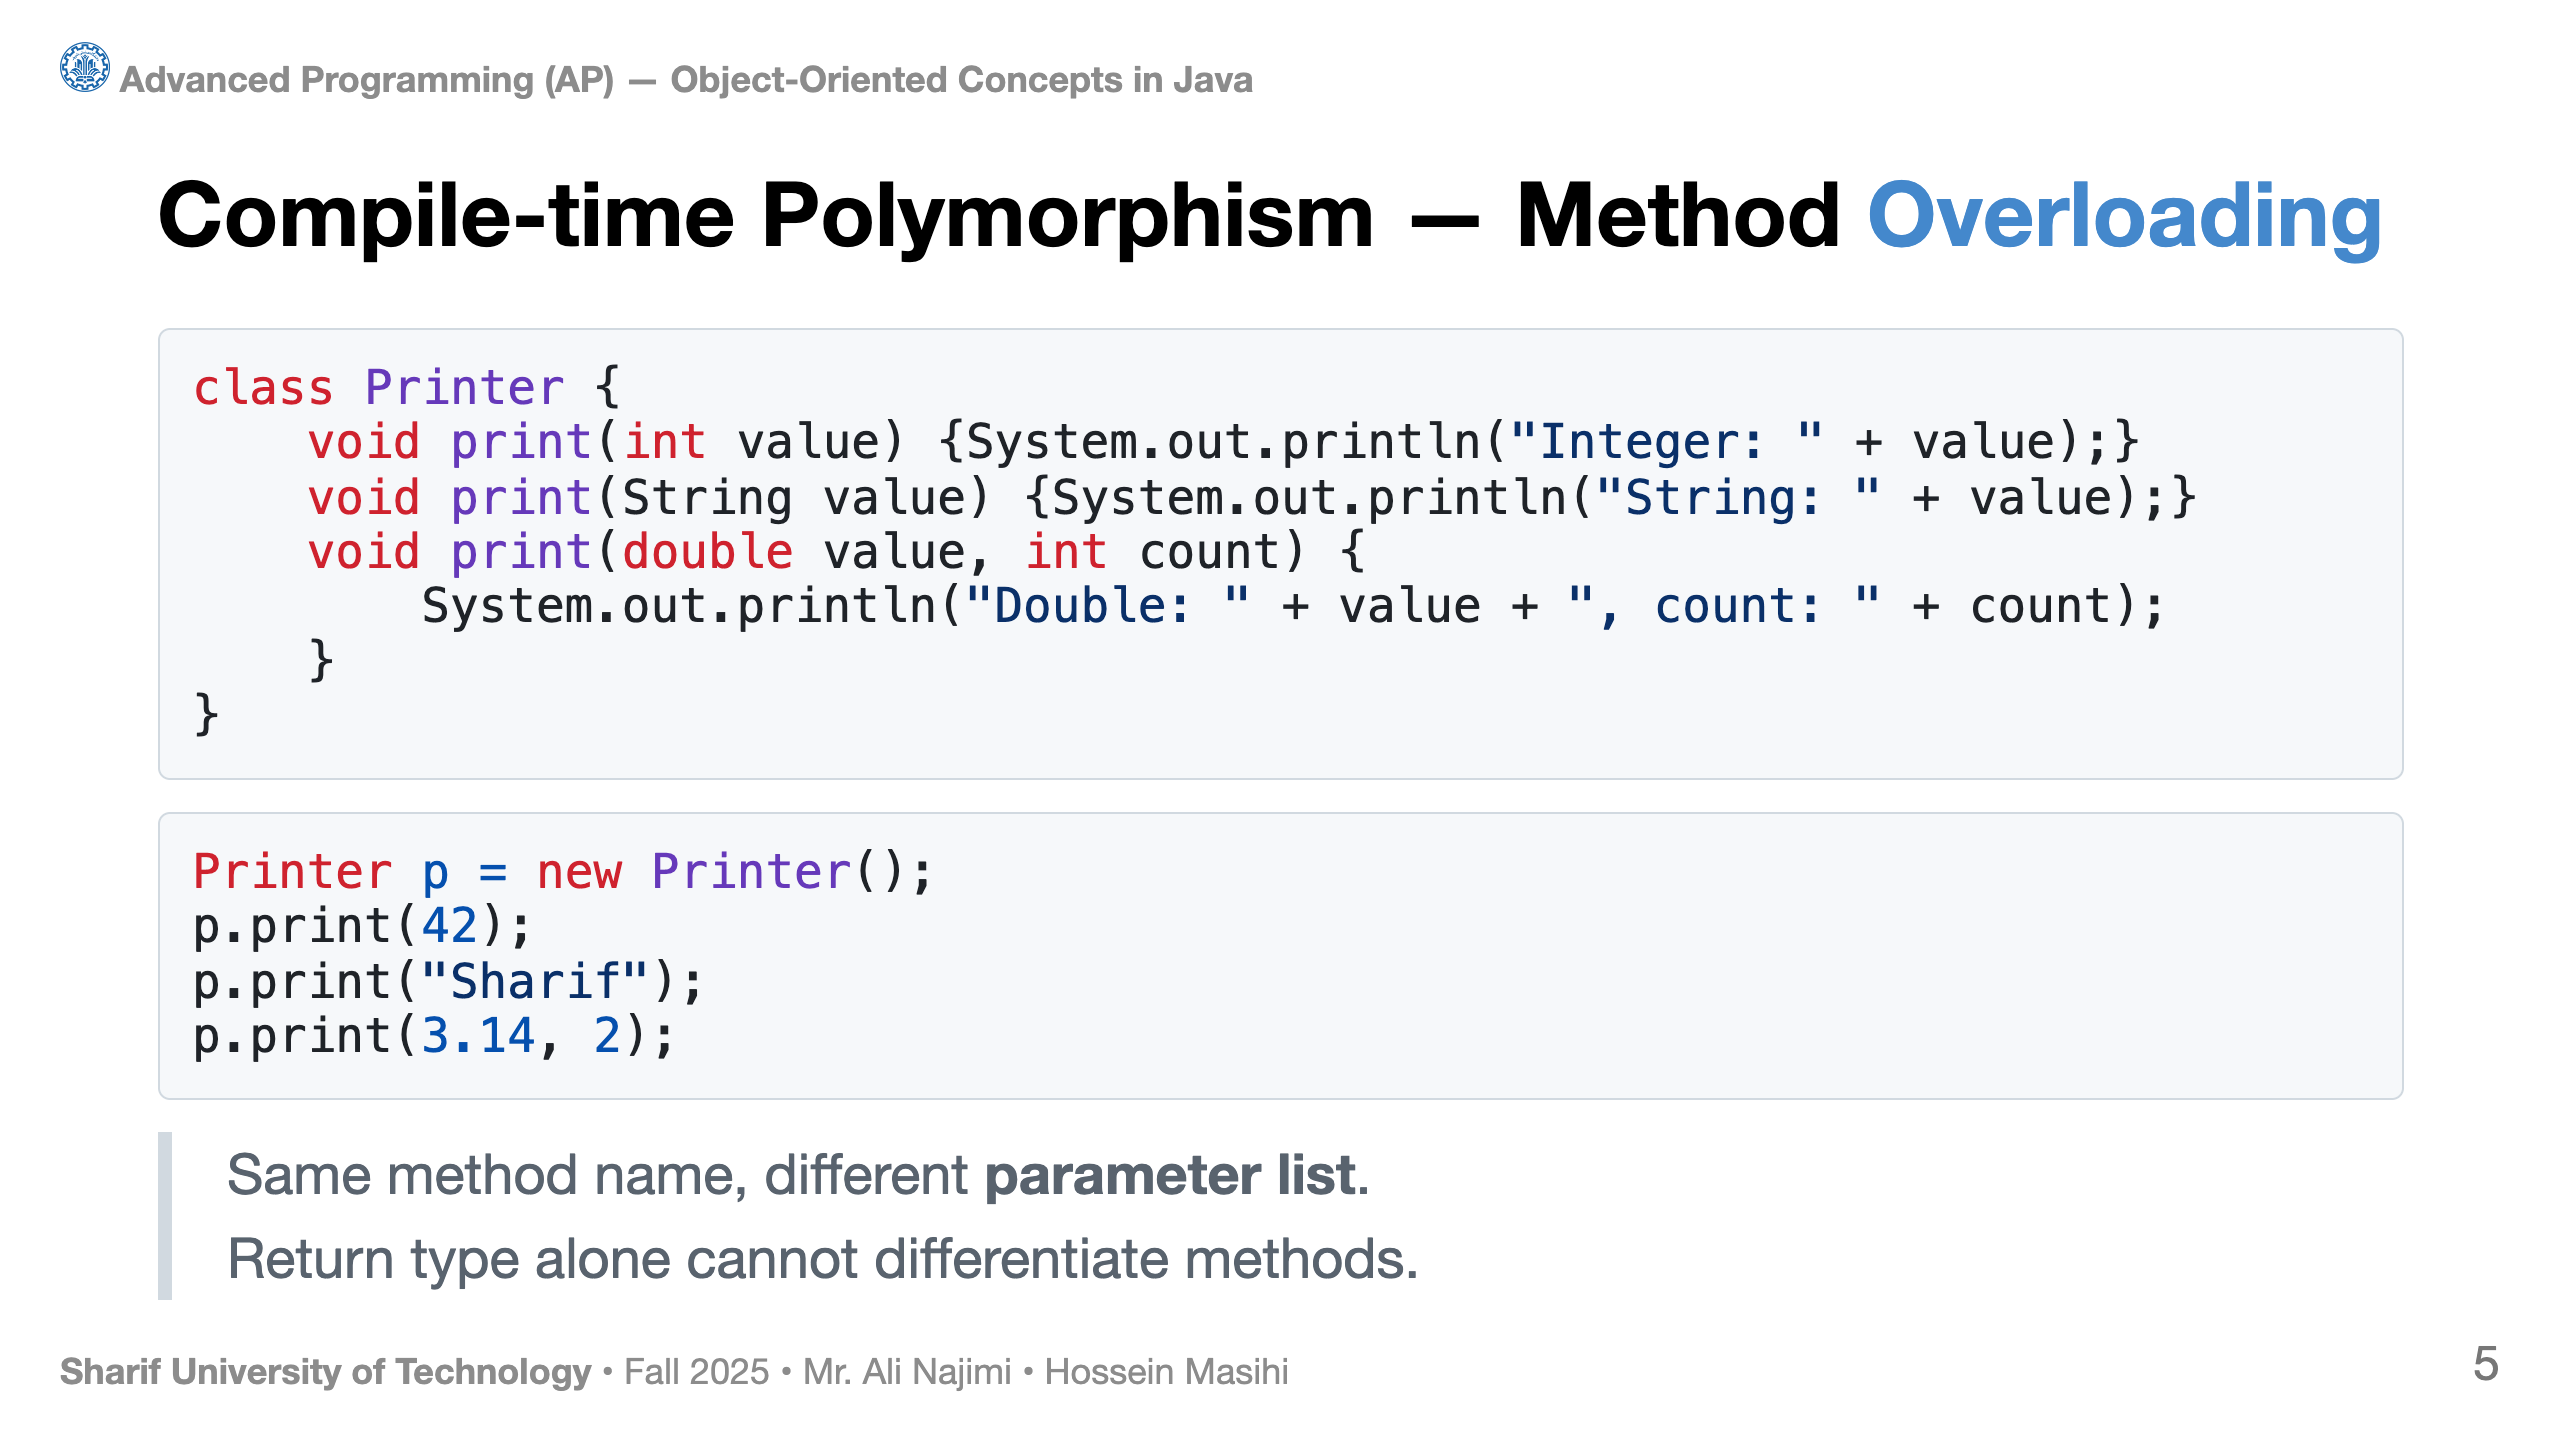 Advanced Programming (AP) — Object-Oriented Concepts in Java
Compile-time Polymorphism — Method Overloading
class Printer {
    void print(int value) {System.out.println("Integer: " + value);}
    void print(String value) {System.out.println("String: " + value);}
    void print(double value, int count) {
        System.out.println("Double: " + value + ", count: " + count);
    }
}
Printer p = new Printer();
p.print(42);
p.print("Sharif");
p.print(3.14, 2);
Same method name, different parameter list.
Return type alone cannot differentiate methods.
Sharif University of Technology • Fall 2025 • Mr. Ali Najimi • Hossein Masihi
5